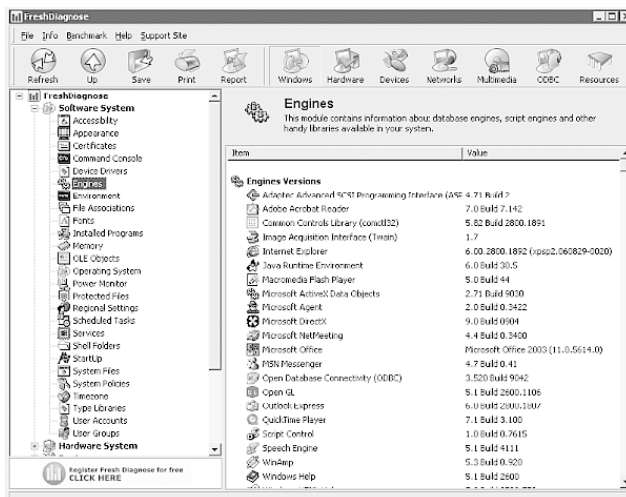 FreshDiagnose
File Info Benchmark Help Support Site
Refresh Up Save Print Report Windows Hardware Devices Networks Multimedia ODBC Resources
FreshDiagnose
Software System
Accessibility
Appearance
Certificates
Command Console
Device Drivers
Engines
Environment
File Associations
Fonts
Installed Programs
Memory
OLE Objects
Operating System
Power Monitor
Protected Files
Regional Settings
Scheduled Tasks
Services
Shell Folders
StartUp
System Files
System Policies
Timezone
Type Libraries
User Accounts
User Groups
Hardware System
Register Fresh Diagnose for free
CLICK HERE
Engines
This module contains information about database engines, script engines and other
handy libraries available in your system.
Item Value
Engines Versions
Adaptec Advanced SCSI Programming Interface (ASF 4.71 Build 2
Adobe Acrobat Reader 7.0 Build 7.142
Common Controls Library (comctl32) 5.82 Build 2800.1891
Image Acquisition Interface (Twain) 1.7
Internet Explorer 6.00.2800.1892 (xpsp2.060829-0020)
Java Runtime Environment 6.0 Build 30.5
Macromedia Flash Player 5.0 Build 44
Microsoft ActiveX Data Objects 2.71 Build 9030
Microsoft Agent 2.0 Build 0.3422
Microsoft DirectX 9.0 Build 0904
Microsoft NetMeeting 4.4 Build 0.3400
Microsoft Office Microsoft Office 2003 (11.0.5614.0)
MSN Messenger 4.7 Build 0.41
Open Database Connectivity (ODBC) 3.520 Build 9042
Open GL 5.1 Build 2600.1106
Outlook Express 6.0 Build 2800.1807
QuickTime Player 7.1 Build 3.100
Script Control 1.0 Build 0.7615
Speech Engine 5.1 Build 4111
WinAmp 5.3 Build 0.920
Windows Help 5.1 Build 2600